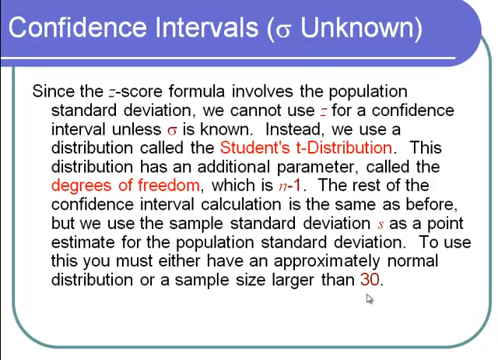 Confidence Intervals (σ Unknown)
Since the z-score formula involves the population
standard deviation, we cannot use z for a confidence
interval unless σ is known. Instead, we use a
distribution called the Student's t-Distribution. This
distribution has an additional parameter, called the
degrees of freedom, which is n-1. The rest of the
confidence interval calculation is the same as before,
but we use the sample standard deviation s as a point
estimate for the population standard deviation. To use
this you must either have an approximately normal
distribution or a sample size larger than 30.